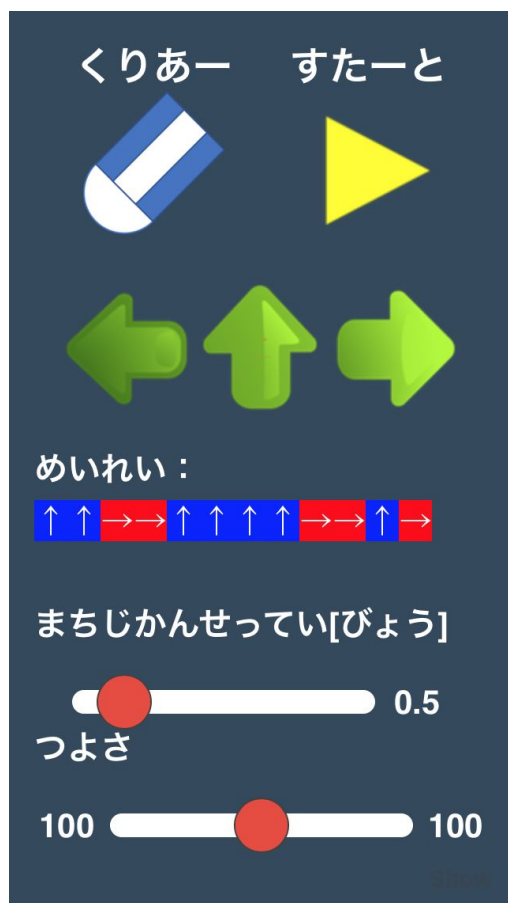 くりあー すたーと
めいれい：
↑↑→→↑↑↑↑→→↑→
まちじかんせってい[びょう]
0.5
つよさ
100 100
Show